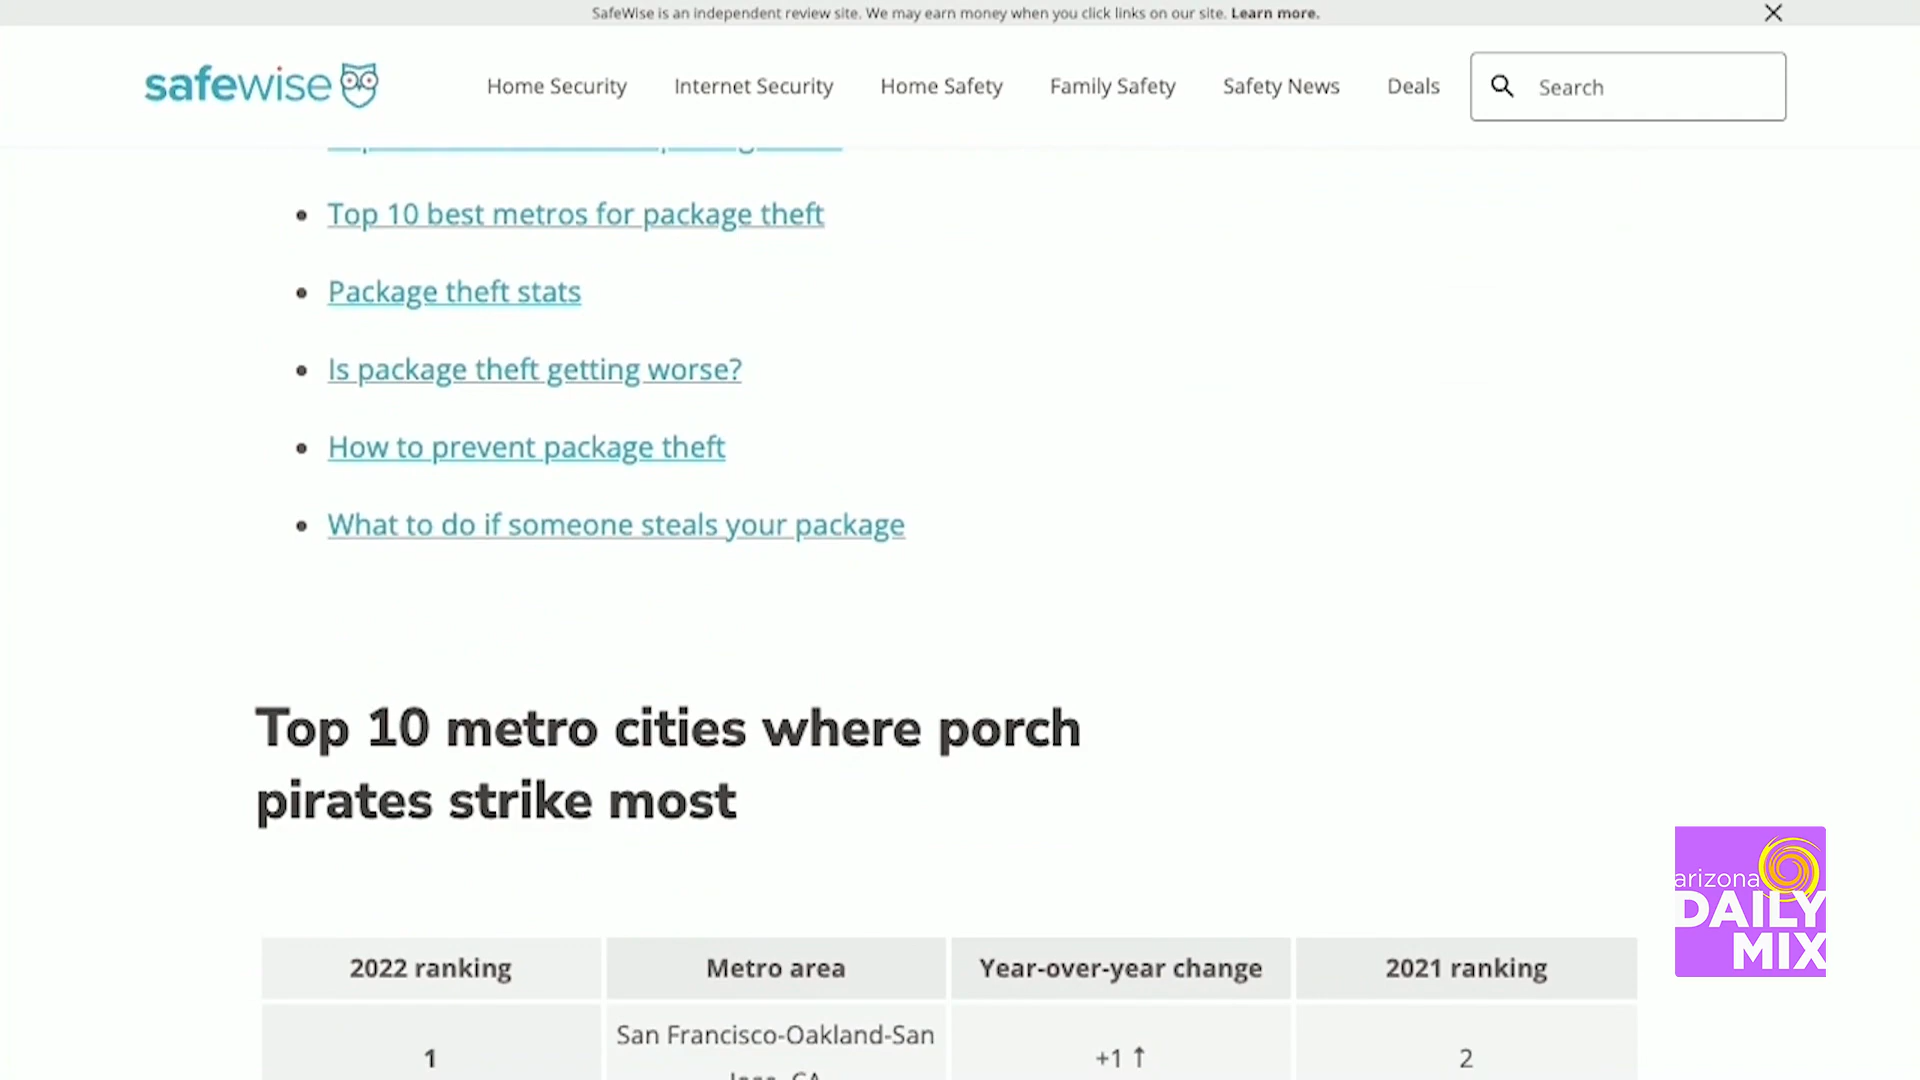 SafeWise is an independent review site. We may earn money when you click links on our site. Learn more.
safewise
Home Security
Internet Security
Home Safety
Family Safety
Safety News
Deals
Search
Top 10 best metros for package theft
Package theft stats
Is package theft getting worse?
How to prevent package theft
What to do if someone steals your package
Top 10 metro cities where porch
pirates strike most
2022 ranking
Metro area
Year-over-year change
2021 ranking
1
San Francisco-Oakland-San
+1 ↑
2
arizona
DAILY
MIX